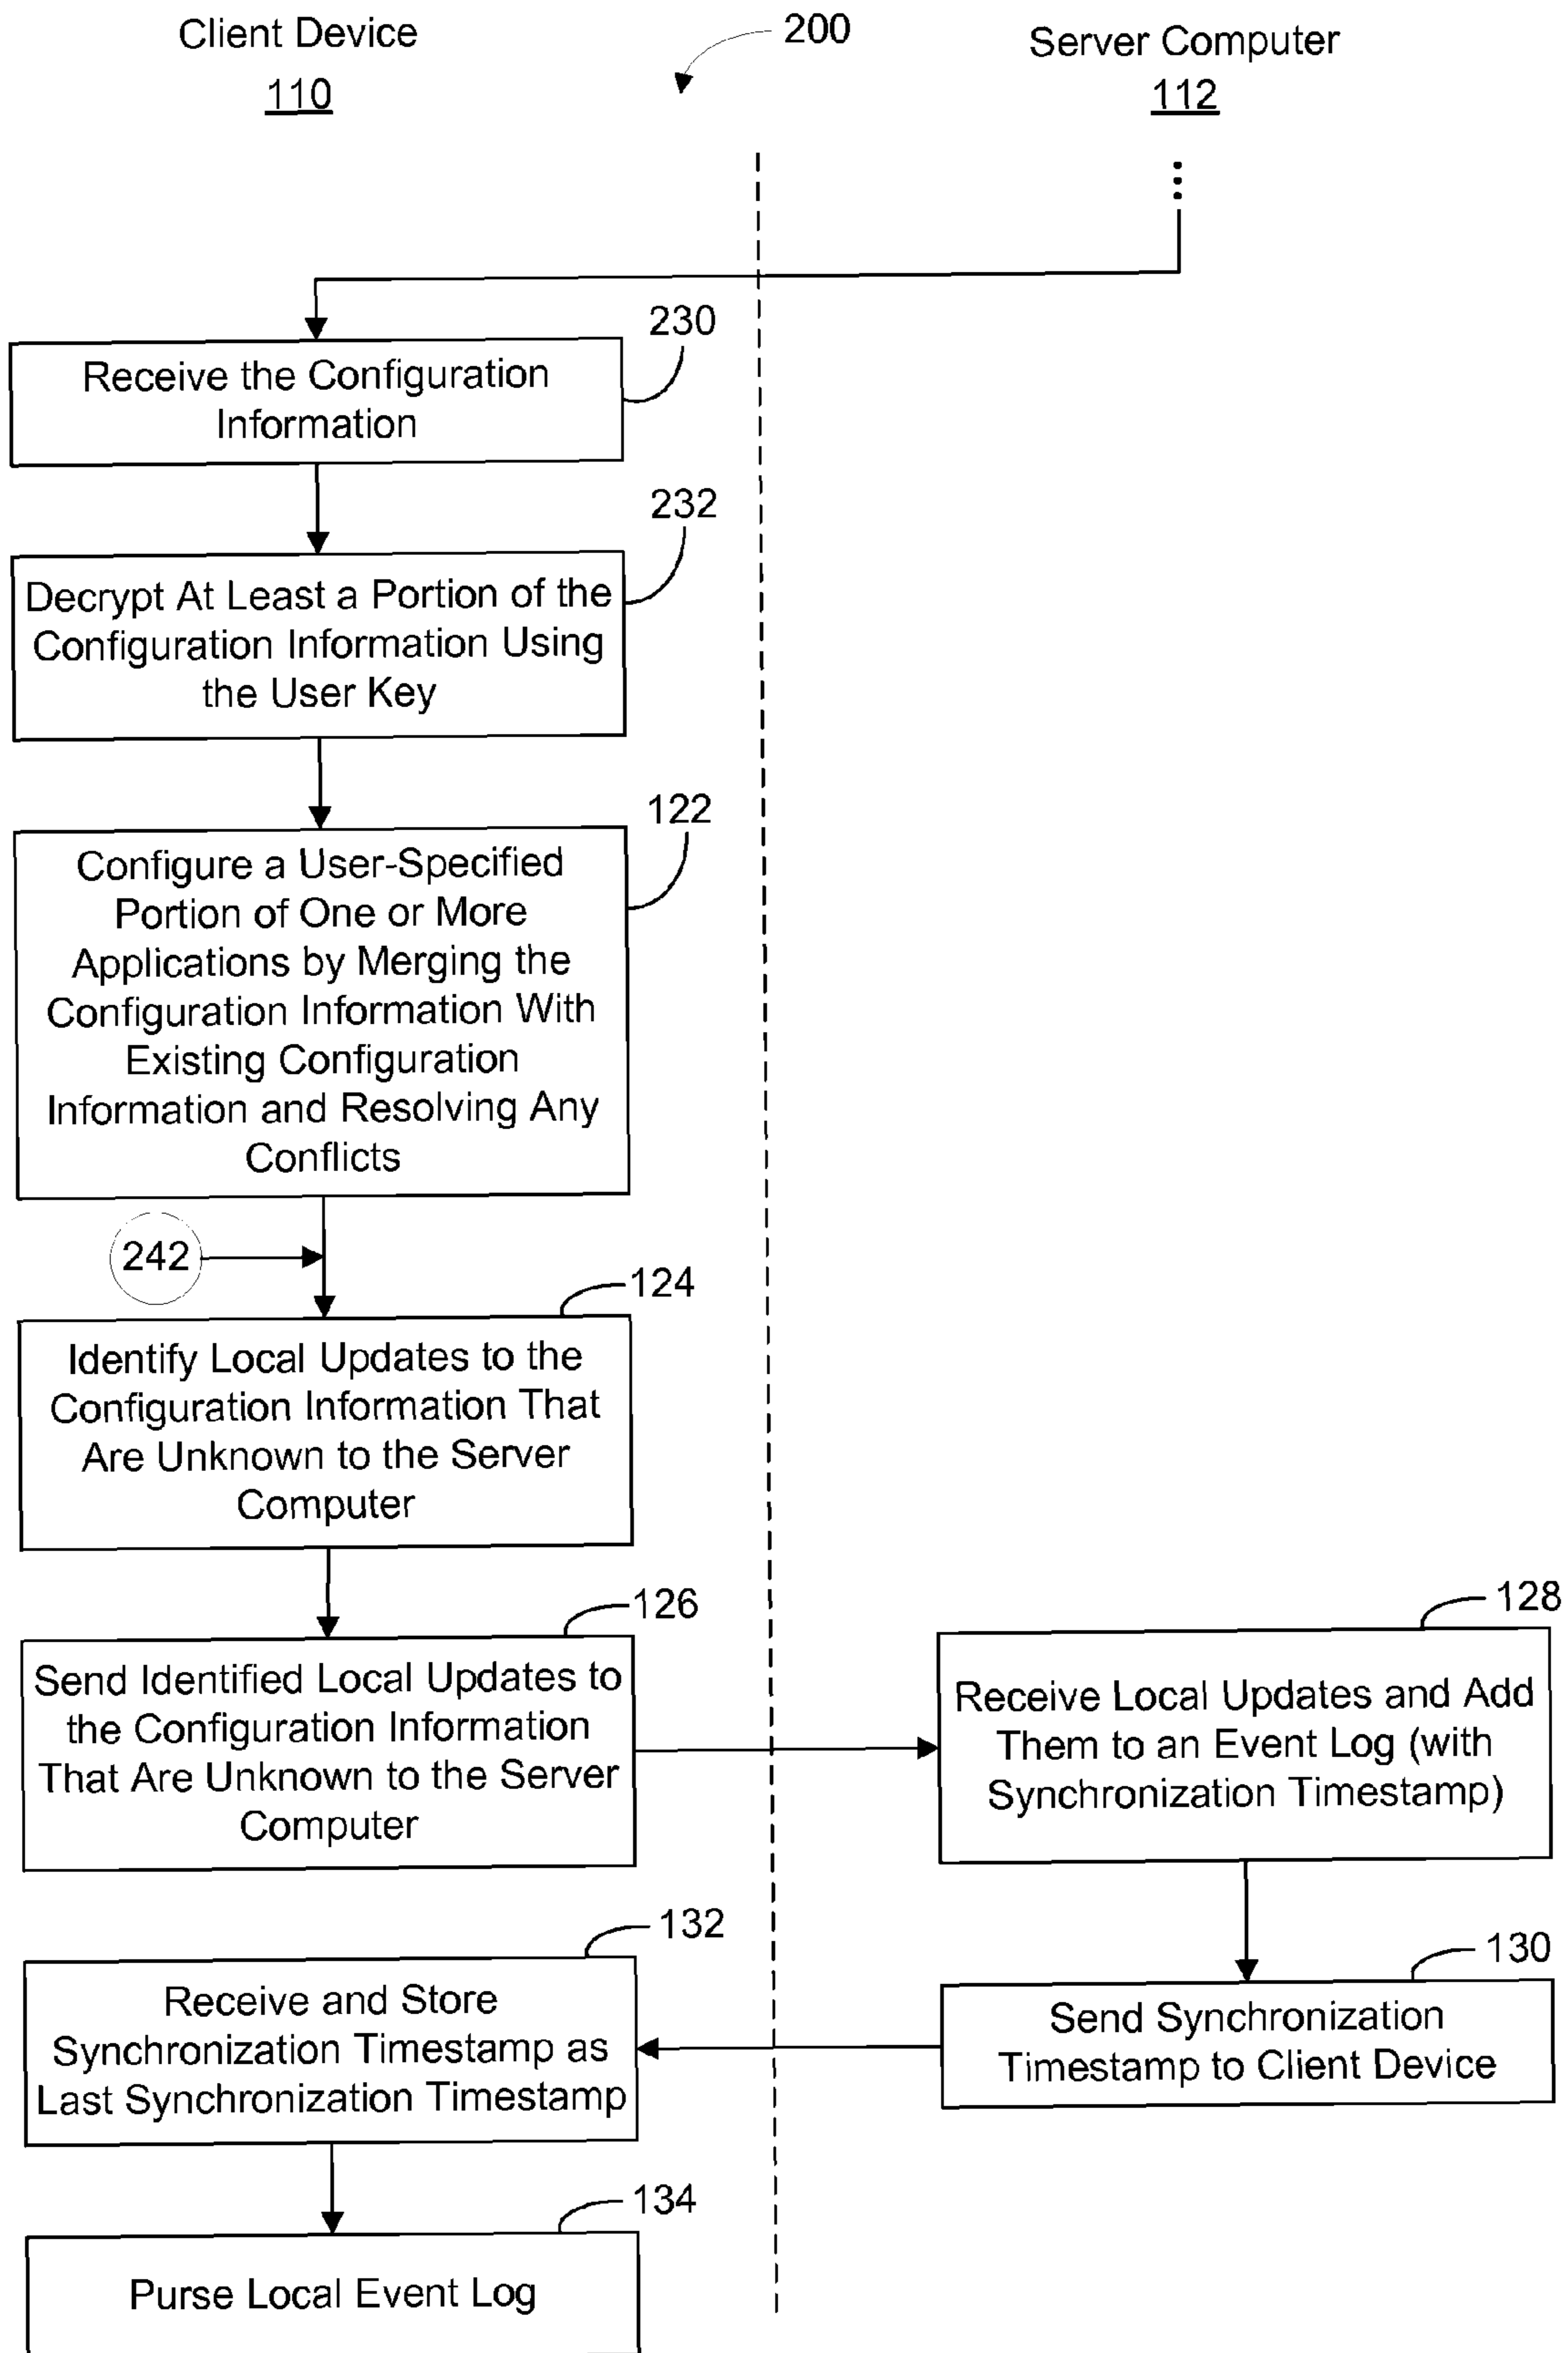 Client Device
110
200
Server Computer
112
230
Receive the Configuration
Information
232
Decrypt At Least a Portion of the
Configuration Information Using
the User Key
122
Configure a User-Specified
Portion of One or More
Applications by Merging the
Configuration Information With
Existing Configuration
Information and Resolving Any
Conflicts
242
124
Identify Local Updates to the
Configuration Information That
Are Unknown to the Server
Computer
126
Send Identified Local Updates to
the Configuration Information
That Are Unknown to the Server
Computer
128
Receive Local Updates and Add
Them to an Event Log (with
Synchronization Timestamp)
130
Send Synchronization
Timestamp to Client Device
132
Receive and Store
Synchronization Timestamp as
Last Synchronization Timestamp
134
Purse Local Event Log